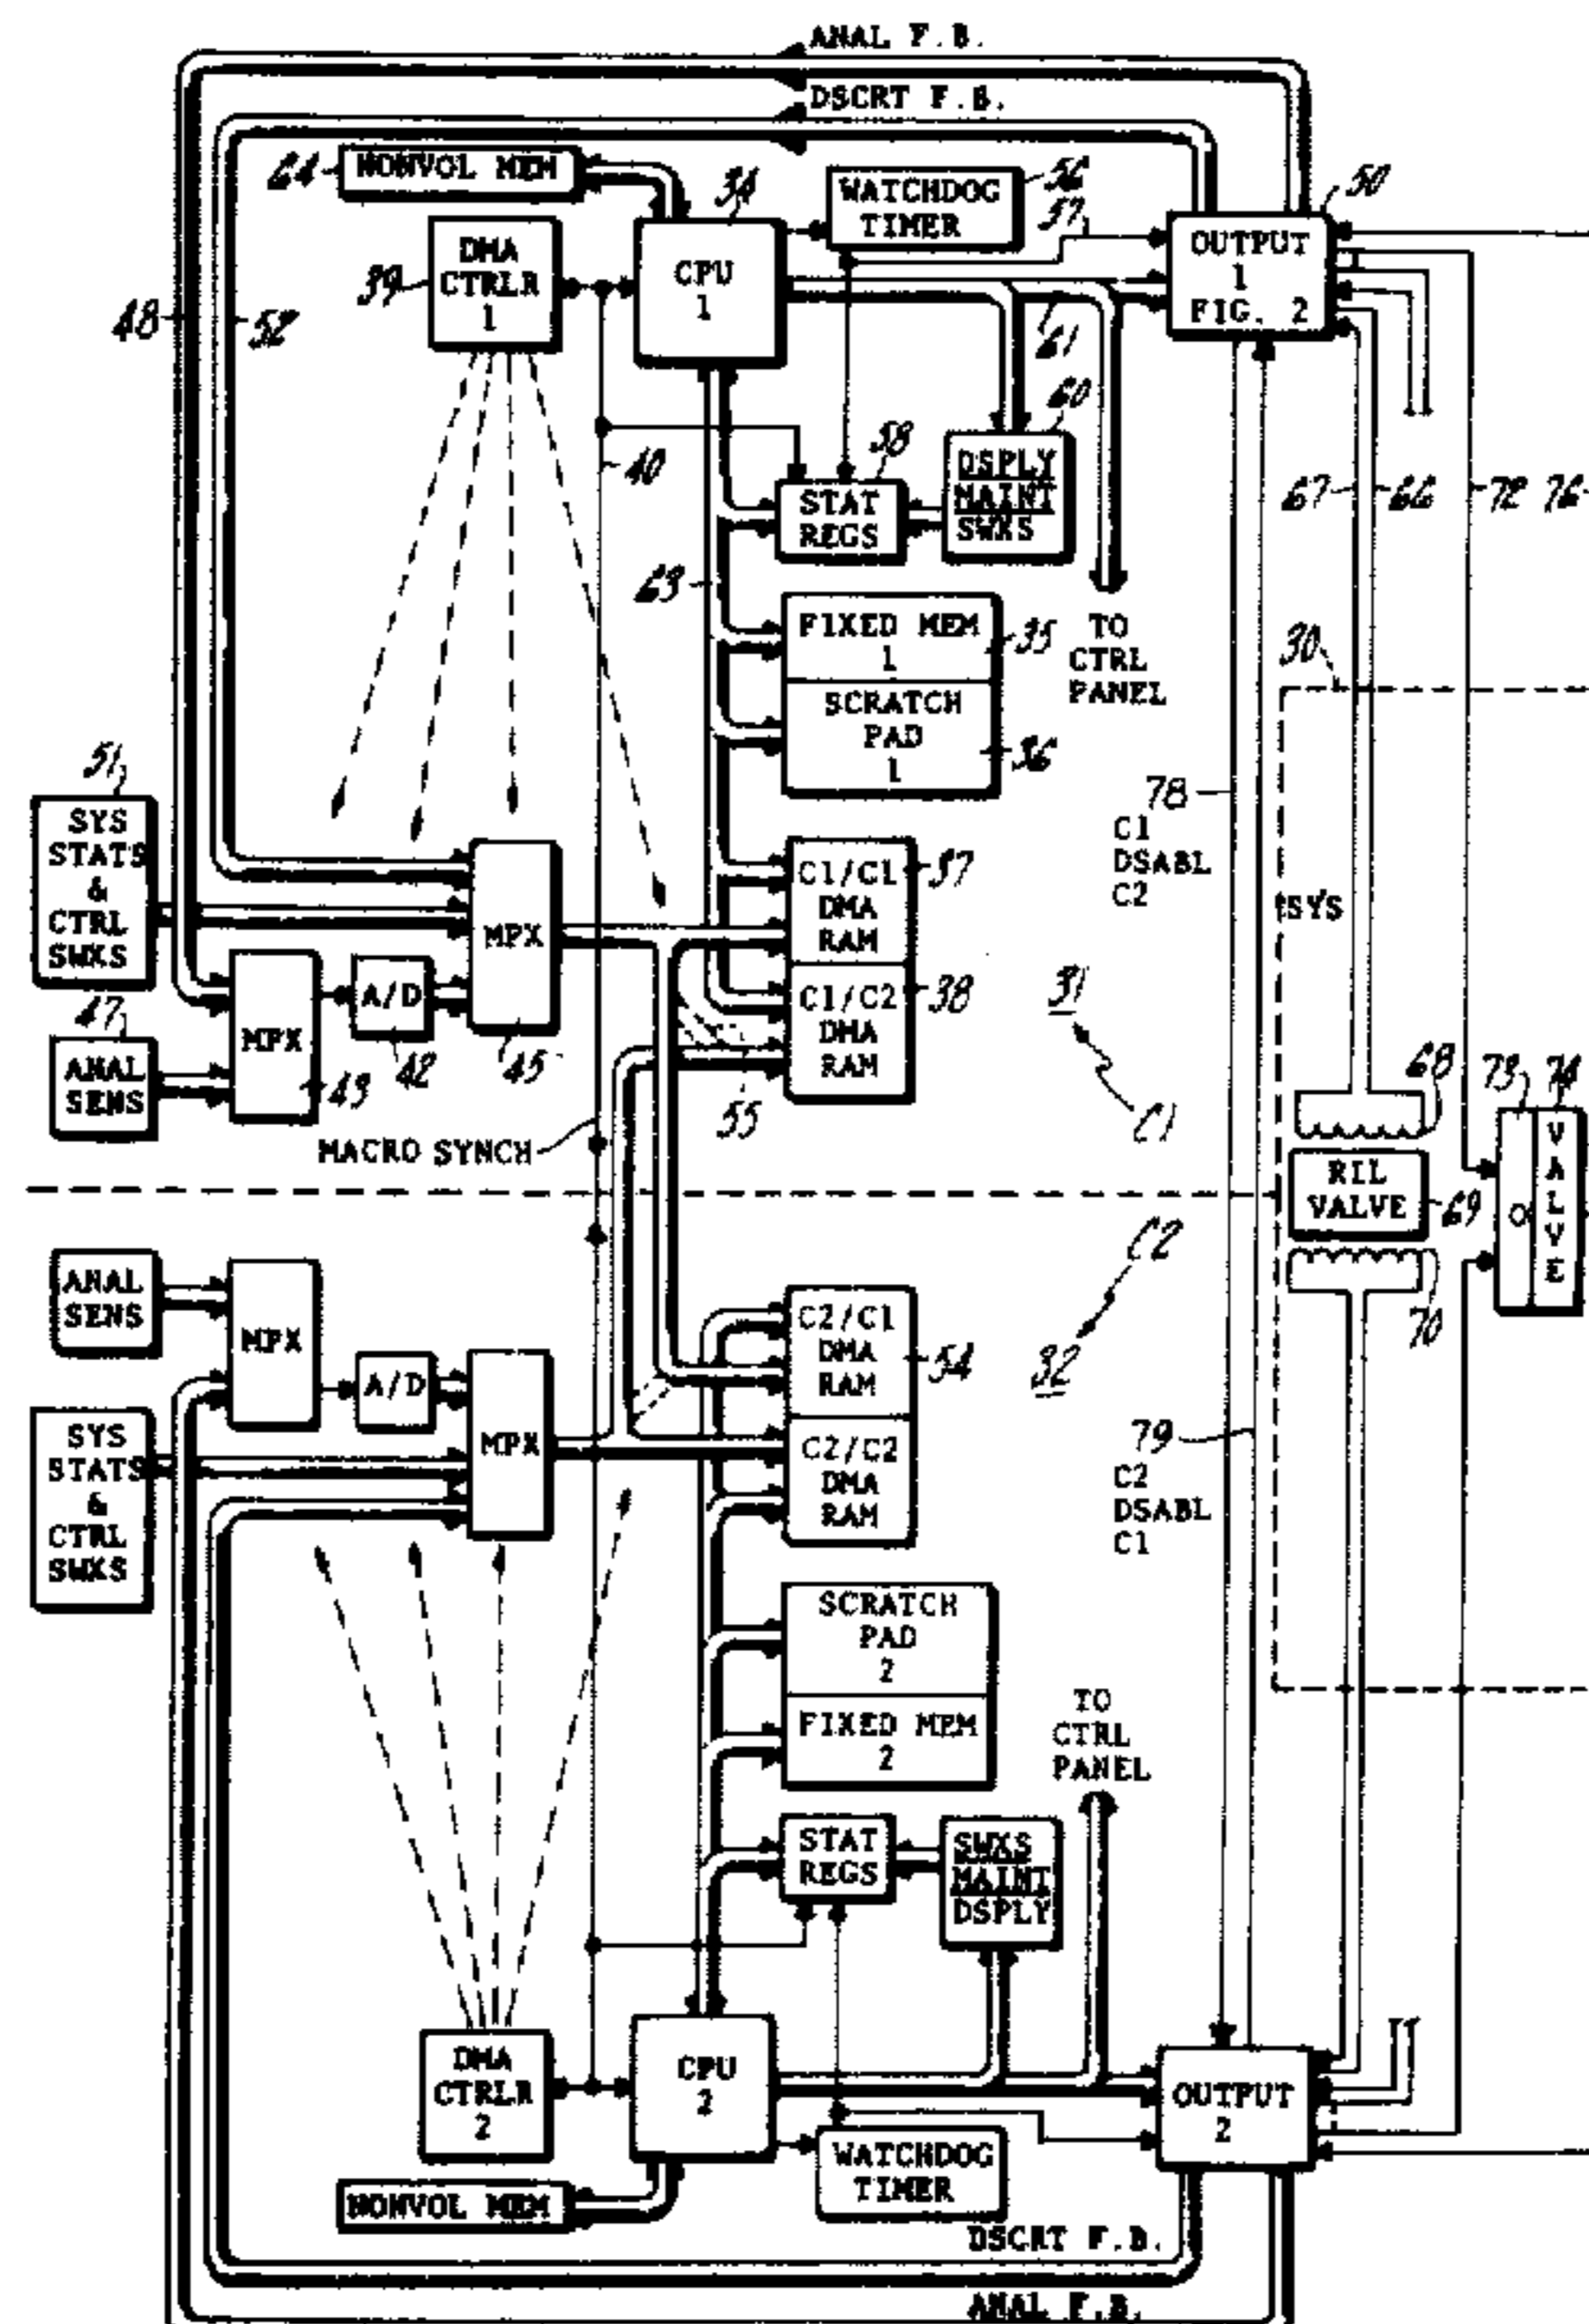 ANAL F.B.
DSCRT F.B.
64
NONVOL MEM
34
WATCHDOG
TIMER
56
57
50
39
DMA
CTRLR
1
CPU
1
OUTPUT
1
FIG. 2
48
52
61
60
40
58
STAT
REGS
DSPLY
MAINT
SWXS
67
66
72
76
63
FIXED MEM
1
35
TO
CTRL
PANEL
30
SCRATCH
PAD
1
36
51
SYS
STATS
&
CTRL
SWXS
78
C1
DSABL
C2
MPX
C1/C1
DMA
RAM
37
SYS
47
ANAL
SENS
MPX
43
A/D
42
45
C1/C2
DMA
RAM
38
31
55
C1
68
73
74
MACRO SYNCH
RIL
VALVE
69
VALVE
C2
ANAL
SENS
MPX
C2/C1
DMA
RAM
54
32
70
A/D
MPX
SYS
STATS
&
CTRL
SWXS
C2/C2
DMA
RAM
79
C2
DSABL
C1
SCRATCH
PAD
2
FIXED MEM
2
TO
CTRL
PANEL
STAT
REGS
SWXS
MAINT
DSPLY
DMA
CTRLR
2
CPU
2
OUTPUT
2
WATCHDOG
TIMER
NONVOL MEM
DSCRT F.B.
ANAL F.B.